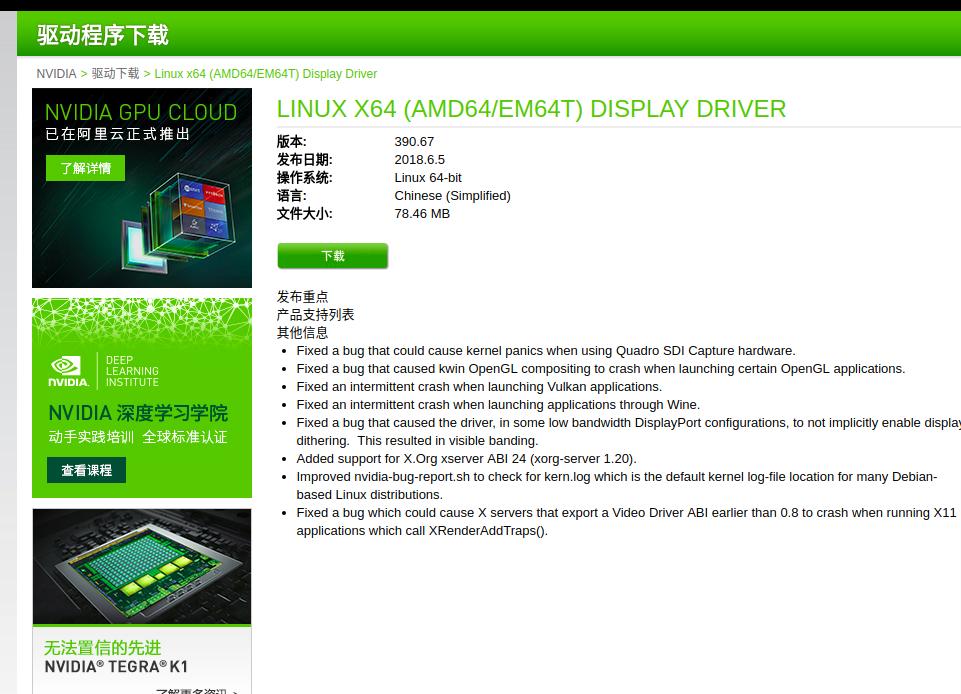 驱动程序下载
NVIDIA > 驱动下载 > Linux x64 (AMD64/EM64T) Display Driver
NVIDIA GPU CLOUD
已在阿里云正式推出
了解详情
NVIDIA.
DEEP
LEARNING
INSTITUTE
NVIDIA 深度学习学院
动手实践培训 全球标准认证
查看课程
无法置信的先进
NVIDIA® TEGRA® K1
了解更多资讯 >
LINUX X64 (AMD64/EM64T) DISPLAY DRIVER
版本: 390.67
发布日期: 2018.6.5
操作系统: Linux 64-bit
语言: Chinese (Simplified)
文件大小: 78.46 MB
下载
发布重点
产品支持列表
其他信息
• Fixed a bug that could cause kernel panics when using Quadro SDI Capture hardware.
• Fixed a bug that caused kwin OpenGL compositing to crash when launching certain OpenGL applications.
• Fixed an intermittent crash when launching Vulkan applications.
• Fixed an intermittent crash when launching applications through Wine.
• Fixed a bug that caused the driver, in some low bandwidth DisplayPort configurations, to not implicitly enable display
dithering. This resulted in visible banding.
• Added support for X.Org xserver ABI 24 (xorg-server 1.20).
• Improved nvidia-bug-report.sh to check for kern.log which is the default kernel log-file location for many Debian-
based Linux distributions.
• Fixed a bug which could cause X servers that export a Video Driver ABI earlier than 0.8 to crash when running X11
applications which call XRenderAddTraps().